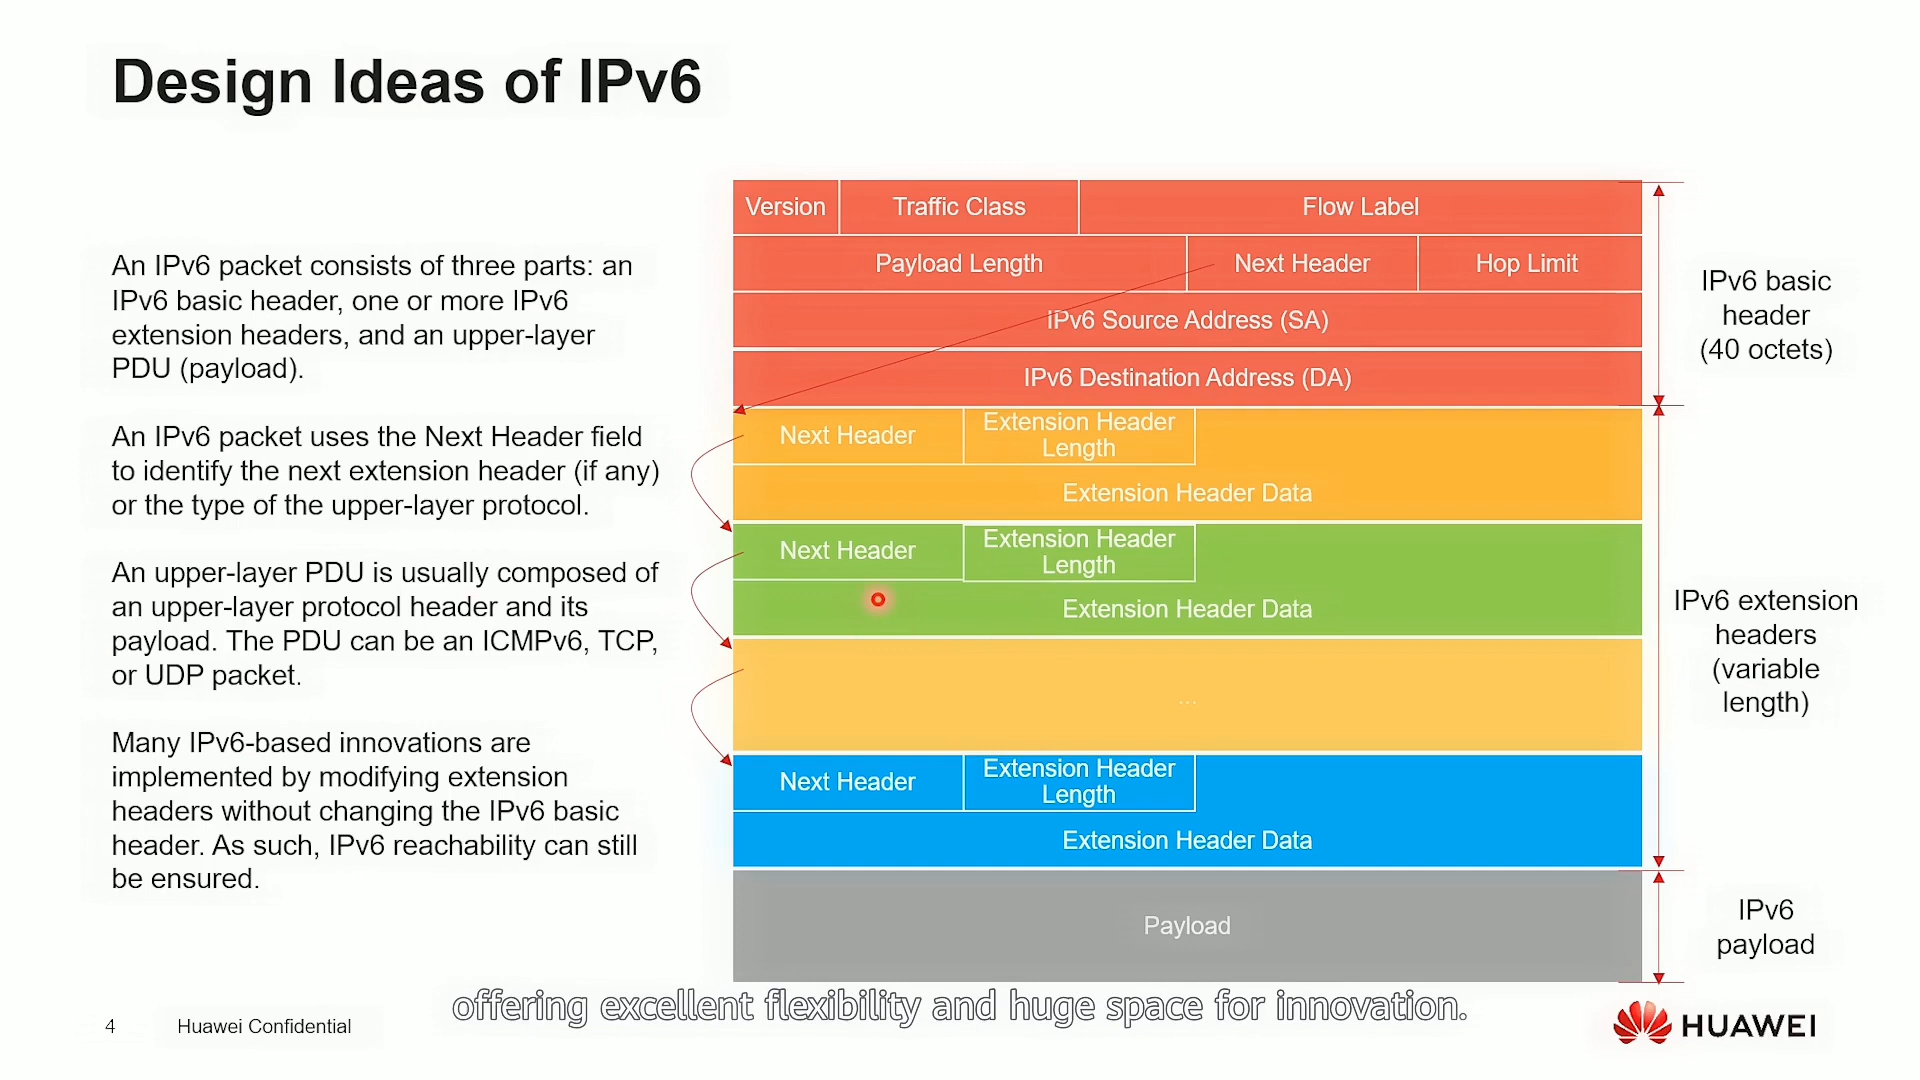 Design Ideas of IPv6
An IPv6 packet consists of three parts: an
IPv6 basic header, one or more IPv6
extension headers, and an upper-layer
PDU (payload).
An IPv6 packet uses the Next Header field
to identify the next extension header (if any)
or the type of the upper-layer protocol.
An upper-layer PDU is usually composed of
an upper-layer protocol header and its
payload. The PDU can be an ICMPv6, TCP,
or UDP packet.
Many IPv6-based innovations are
implemented by modifying extension
headers without changing the IPv6 basic
header. As such, IPv6 reachability can still
be ensured.
Version
Traffic Class
Flow Label
Payload Length
Next Header
Hop Limit
IPv6 Source Address (SA)
IPv6 Destination Address (DA)
Next Header
Extension Header
Length
Extension Header Data
Next Header
Extension Header
Length
Extension Header Data
...
Next Header
Extension Header
Length
Extension Header Data
Payload
IPv6 basic
header
(40 octets)
IPv6 extension
headers
(variable
length)
IPv6
payload
offering excellent flexibility and huge space for innovation.
4
Huawei Confidential
HUAWEI